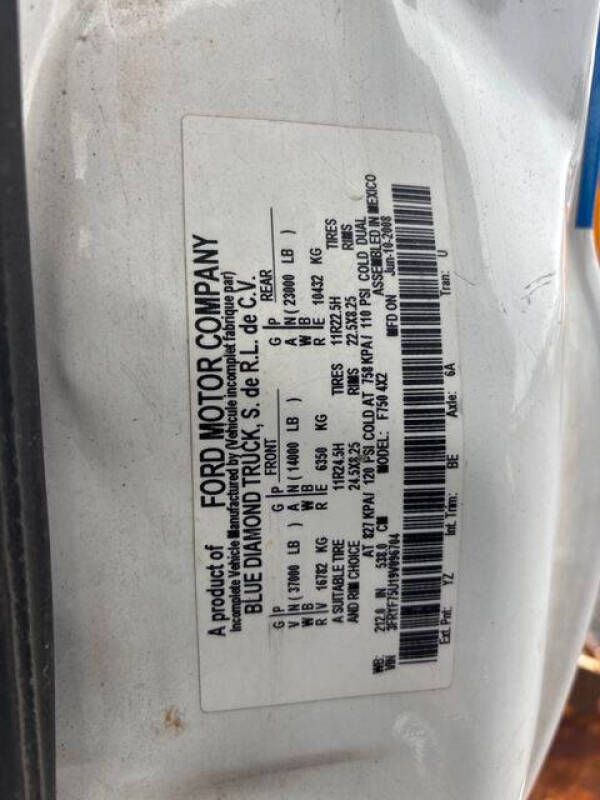 A product of FORD MOTOR COMPANY
Incomplete Vehicle Manufactured by (Vehicule incomplet fabrique par)
BLUE DIAMOND TRUCK, S. de R.L. de C.V.
FRONT REAR
G P G P G P
V N ( 37000 LB ) A N ( 14000 LB ) A N ( 23000 LB )
W B W B W B
R V 16782 KG R E 6350 KG R E 10432 KG
A SUITABLE TIRE 11R24.5H TIRES 11R22.5H TIRES
AND RIM CHOICE 24.5X8.25 RIMS 22.5X8.25 RIMS
AT 827 KPA/ 120 PSI COLD AT 758 KPA/ 110 PSI COLD DUAL
WB: 212.0 IN 538.0 CM MODEL: F750 4X2 ASSEMBLED IN MEXICO
VIN 3FRYF75U19V096704 MFD ON Jun-10-2008
Ext. Pnt: YZ Int. Trim: BE Axle: 6A Tran: U